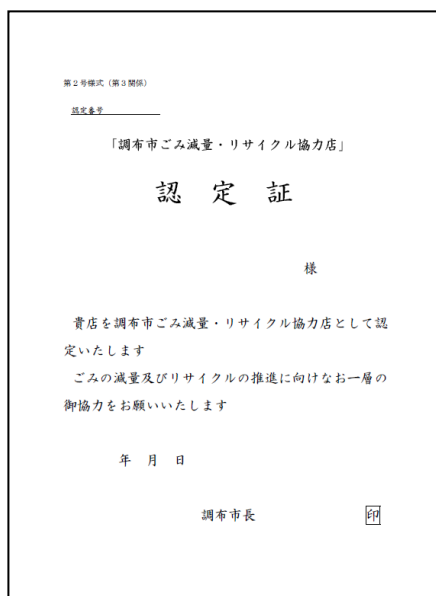 第2号様式（第3関係）
認定番号
「調布市ごみ減量・リサイクル協力店」
認定証
様
貴店を調布市ごみ減量・リサイクル協力店として認
定いたします
ごみの減量及びリサイクルの推進に向けなお一層の
御協力をお願いいたします
年 月 日
調布市長 印